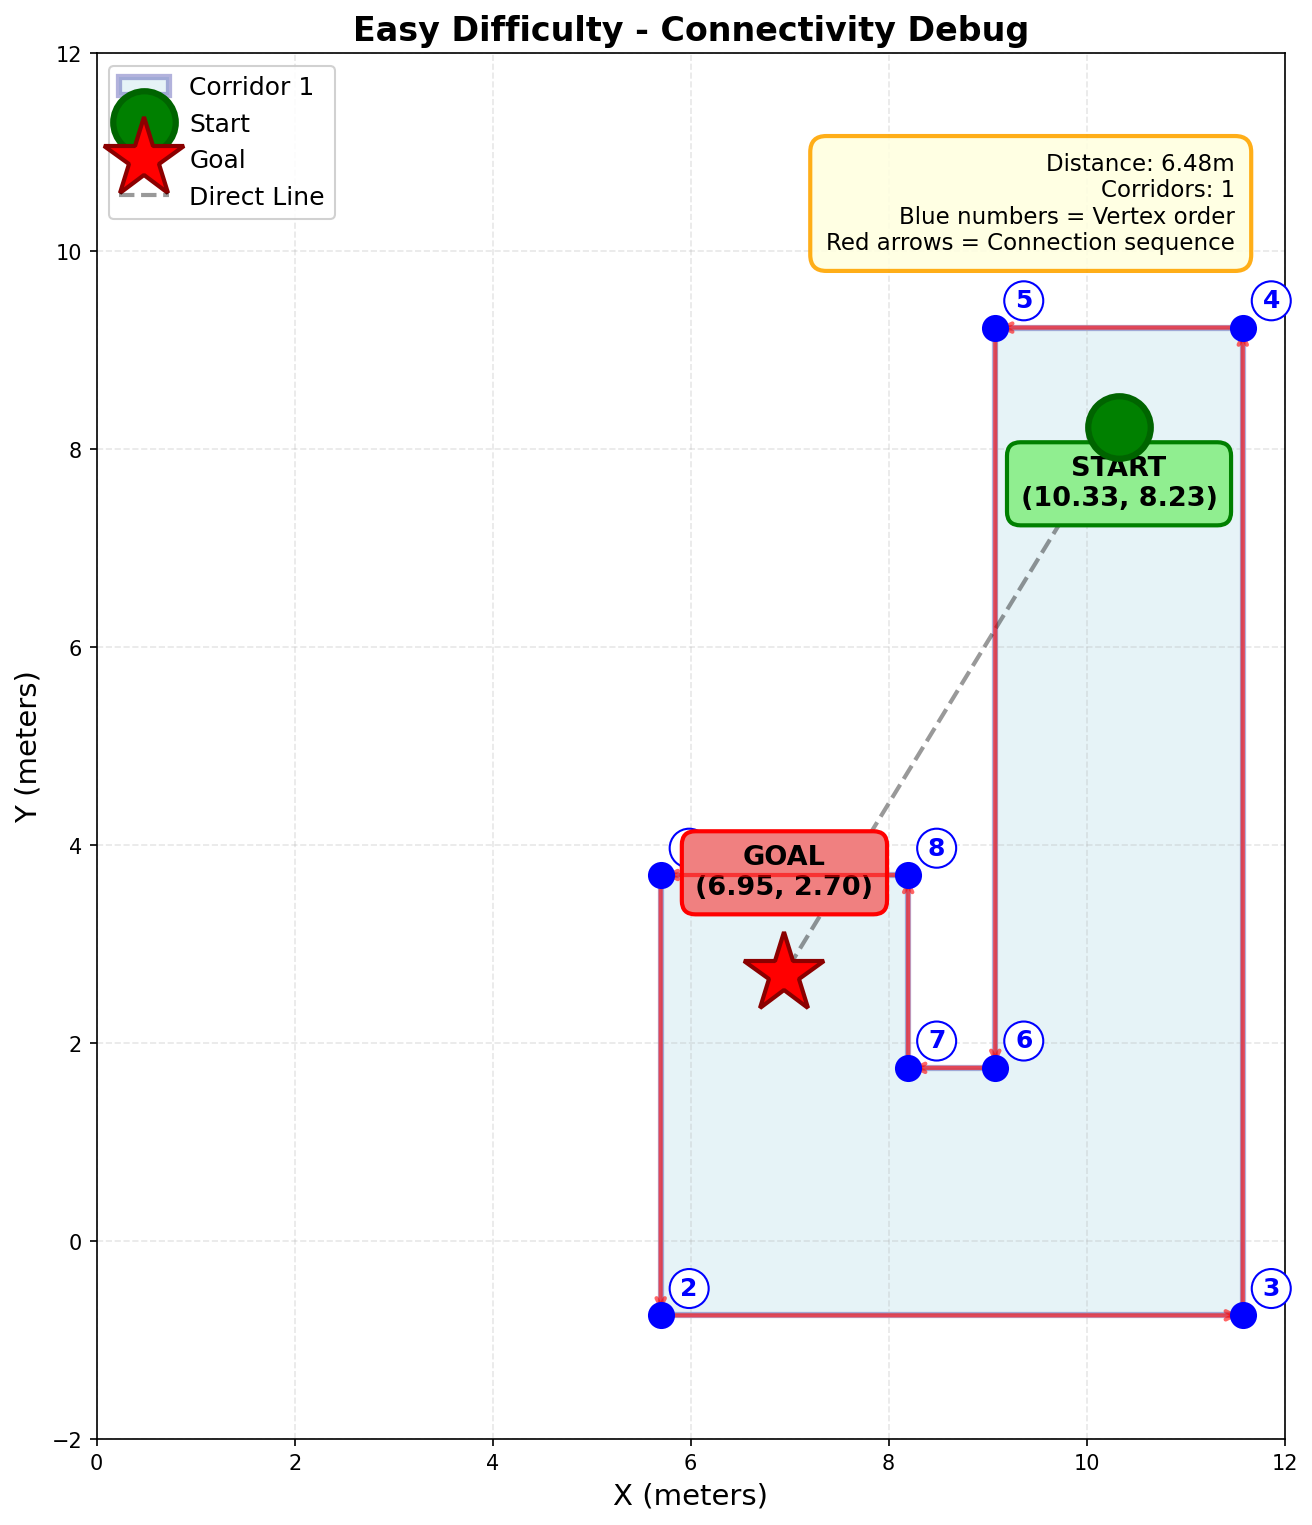 Easy Difficulty - Connectivity Debug
Corridor 1
Start
Goal
Direct Line
Distance: 6.48m
Corridors: 1
Blue numbers = Vertex order
Red arrows = Connection sequence
12
10
8
6
4
2
0
−2
Y (meters)
5
4
START
(10.33, 8.23)
8
GOAL
(6.95, 2.70)
7
6
2
3
0
2
4
6
8
10
12
X (meters)